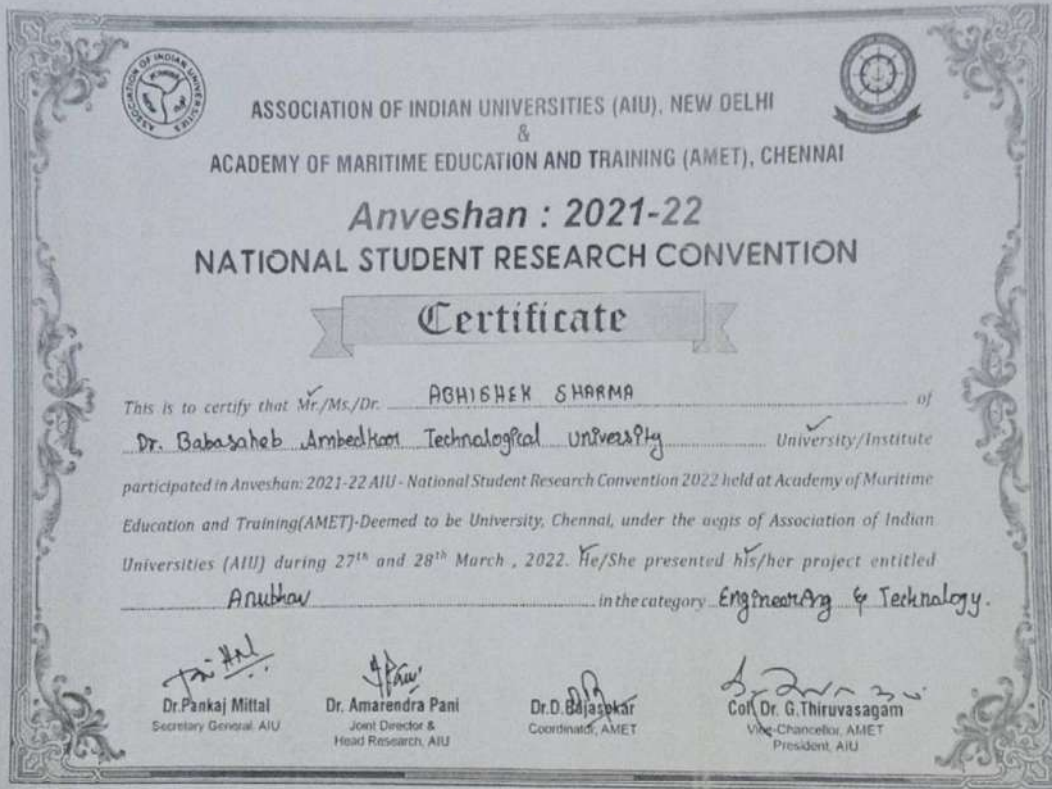 ASSOCIATION OF INDIAN UNIVERSITIES
ASSOCIATION OF INDIAN UNIVERSITIES (AIU), NEW DELHI
&
ACADEMY OF MARITIME EDUCATION AND TRAINING (AMET), CHENNAI
Anveshan : 2021-22
NATIONAL STUDENT RESEARCH CONVENTION
Certificate
This is to certify that Mr./Ms./Dr. ABHISHEK SHARMA of
Dr. Babasaheb Ambedkar Technological University University/Institute
participated in Anveshan: 2021-22 AIU - National Student Research Convention 2022 held at Academy of Maritime
Education and Training(AMET)-Deemed to be University, Chennai, under the aegis of Association of Indian
Universities (AIU) during 27th and 28th March , 2022. He/She presented his/her project entitled
Anubhav in the category Engineering & Technology.
Dr.Pankaj Mittal
Secretary General, AIU
Dr. Amarendra Pani
Joint Director &
Head Research, AIU
Dr.D. Rajasekar
Coordinator, AMET
Col. Dr. G.Thiruvasagam
Vice-Chancellor, AMET
President, AIU